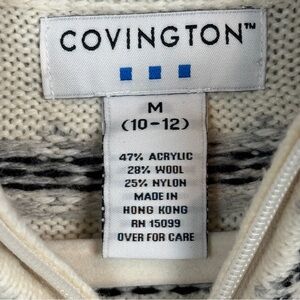 COVINGTON™
M
(10-12)
47% ACRYLIC
28% WOOL
25% NYLON
MADE IN
HONG KONG
RN 15099
OVER FOR CARE